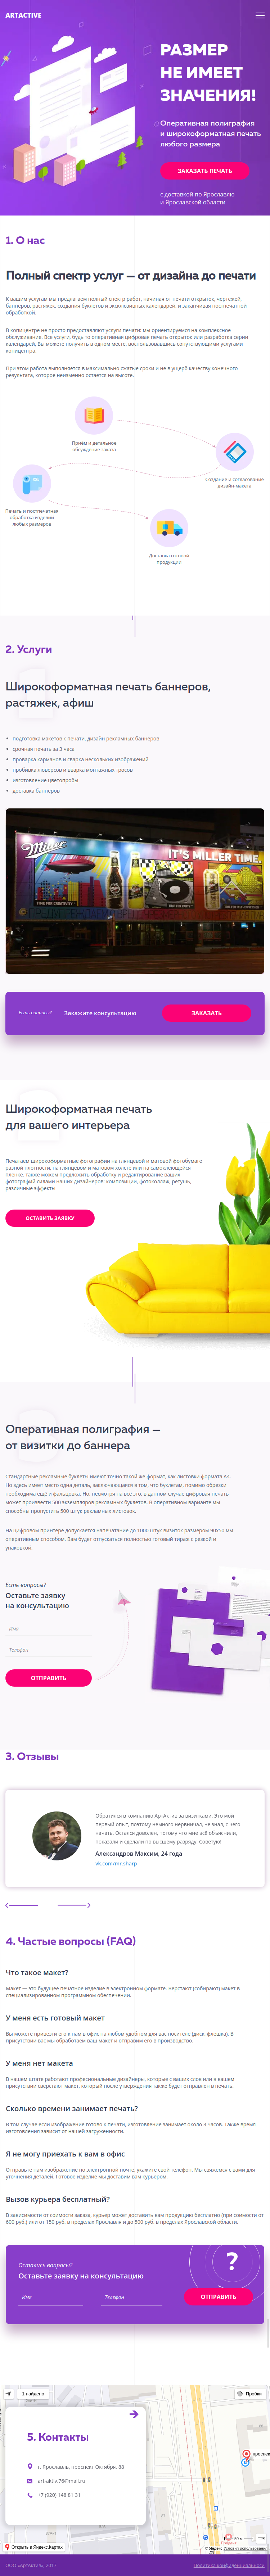 ARTACTIVE
РАЗМЕР
НЕ ИМЕЕТ
ЗНАЧЕНИЯ!
Оперативная полиграфия
и широкоформатная печать
любого размера
ЗАКАЗАТЬ ПЕЧАТЬ
с доставкой по Ярославлю
и Ярославской области
1. О нас
Полный спектр услуг — от дизайна до печати
К вашим услугам мы предлагаем полный спектр работ, начиная от печати открыток, чертежей,
баннеров, растяжек, создания буклетов и эксклюзивных календарей, и заканчивая постпечатной
обработкой.
В копицентре не просто предоставляют услуги печати: мы ориентируемся на комплексное
обслуживание. Все услуги, будь то оперативная цифровая печать открыток или разработка серии
календарей, Вы можете получить в одном месте, воспользовавшись сопутствующими услугами
копицентра.
При этом работа выполняется в максимально сжатые сроки и не в ущерб качеству конечного
результата, которое неизменно остается на высоте.
Приём и детальное
обсуждение заказа
Создание и согласование
дизайн-макета
Печать и постпечатная
обработка изделий
любых размеров
Доставка готовой
продукции
2. Услуги
Широкоформатная печать баннеров,
растяжек, афиш
подготовка макетов к печати, дизайн рекламных баннеров
срочная печать за 3 часа
проварка карманов и сварка нескольких изображений
пробивка люверсов и вварка монтажных тросов
изготовление цветопробы
доставка баннеров
Miller
IT'S MILLER TIME.
TIME FOR CREATIVITY
TIME FOR PARTY
Есть вопросы?
Закажите консультацию
ЗАКАЗАТЬ
Широкоформатная печать
для вашего интерьера
Печатаем широкоформатные фотографии на глянцевой и матовой фотобумаге
разной плотности, на глянцевом и матовом холсте или на самоклеящейся
пленке, также можем предложить обработку и редактирование ваших
фотографий силами наших дизайнеров: композиции, фотоколлаж, ретушь,
различные эффекты
ОСТАВИТЬ ЗАЯВКУ
Оперативная полиграфия —
от визитки до баннера
Стандартные рекламные буклеты имеют точно такой же формат, как листовки формата А4.
Но здесь имеет место одна деталь, заключающаяся в том, что буклетам, помимо обрезки
необходимы ещё и фальцовка. Но, несмотря на всё это, в данном случае цифровая печать
может произвести 500 экземпляров рекламных буклетов. В оперативном варианте мы
способны пропустить 500 штук рекламных листовок.
На цифровом принтере допускается напечатание до 1000 штук визиток размером 90х50 мм
оперативным способом. Вам будет отпускаться полностью готовый тираж с резкой и
упаковкой.
Есть вопросы?
Оставьте заявку
на консультацию
Имя
Телефон
ОТПРАВИТЬ
3. Отзывы
Обратился в компанию АртАктив за визитками. Это мой
первый опыт, поэтому немного нервничал, не знал, с чего
начать. Остался доволен, потому что мне всё объяснили,
показали и сделали по высшему разряду. Советую!
Александров Максим, 24 года
vk.com/mr.sharp
4. Частые вопросы (FAQ)
Что такое макет?
Макет — это будущее печатное изделие в электронном формате. Верстают (собирают) макет в
специализированном программном обеспечении.
У меня есть готовый макет
Вы можете привезти его к нам в офис на любом удобном для вас носителе (диск, флешка). В
присутствии вас мы обработаем ваш макет и отправим его в производство.
У меня нет макета
В нашем штате работают профессиональные дизайнеры, которые с ваших слов или в вашем
присутствии сверстают макет, который после утверждения также будет отправлен в печать.
Сколько времени занимает печать?
В том случае если изображение готово к печати, изготовление занимает около 3 часов. Также время
изготовления зависит от нашей загруженности.
Я не могу приехать к вам в офис
Отправьте нам изображение по электронной почте, укажите свой телефон. Мы свяжемся с вами для
уточнения деталей. Готовое изделие мы доставим вам курьером.
Вызов курьера бесплатный?
В зависимости от сложности заказа, курьер может доставить вам продукцию бесплатно (при сомости от
600 руб.) или от 150 руб. в пределах Ярославля и до 500 руб. в пределах Ярославской области.
Остались вопросы?
Оставьте заявку на консультацию
Имя
Телефон
ОТПРАВИТЬ
?
1 найдено
Пробки
5. Контакты
г. Ярославль, проспект Октября, 88
art-aktiv.76@mail.ru
+7 (920) 148 81 31
Открыть в Яндекс.Картах
© Яндекс Условия использования
ООО «АртАктив», 2017
Политика конфиденциальности